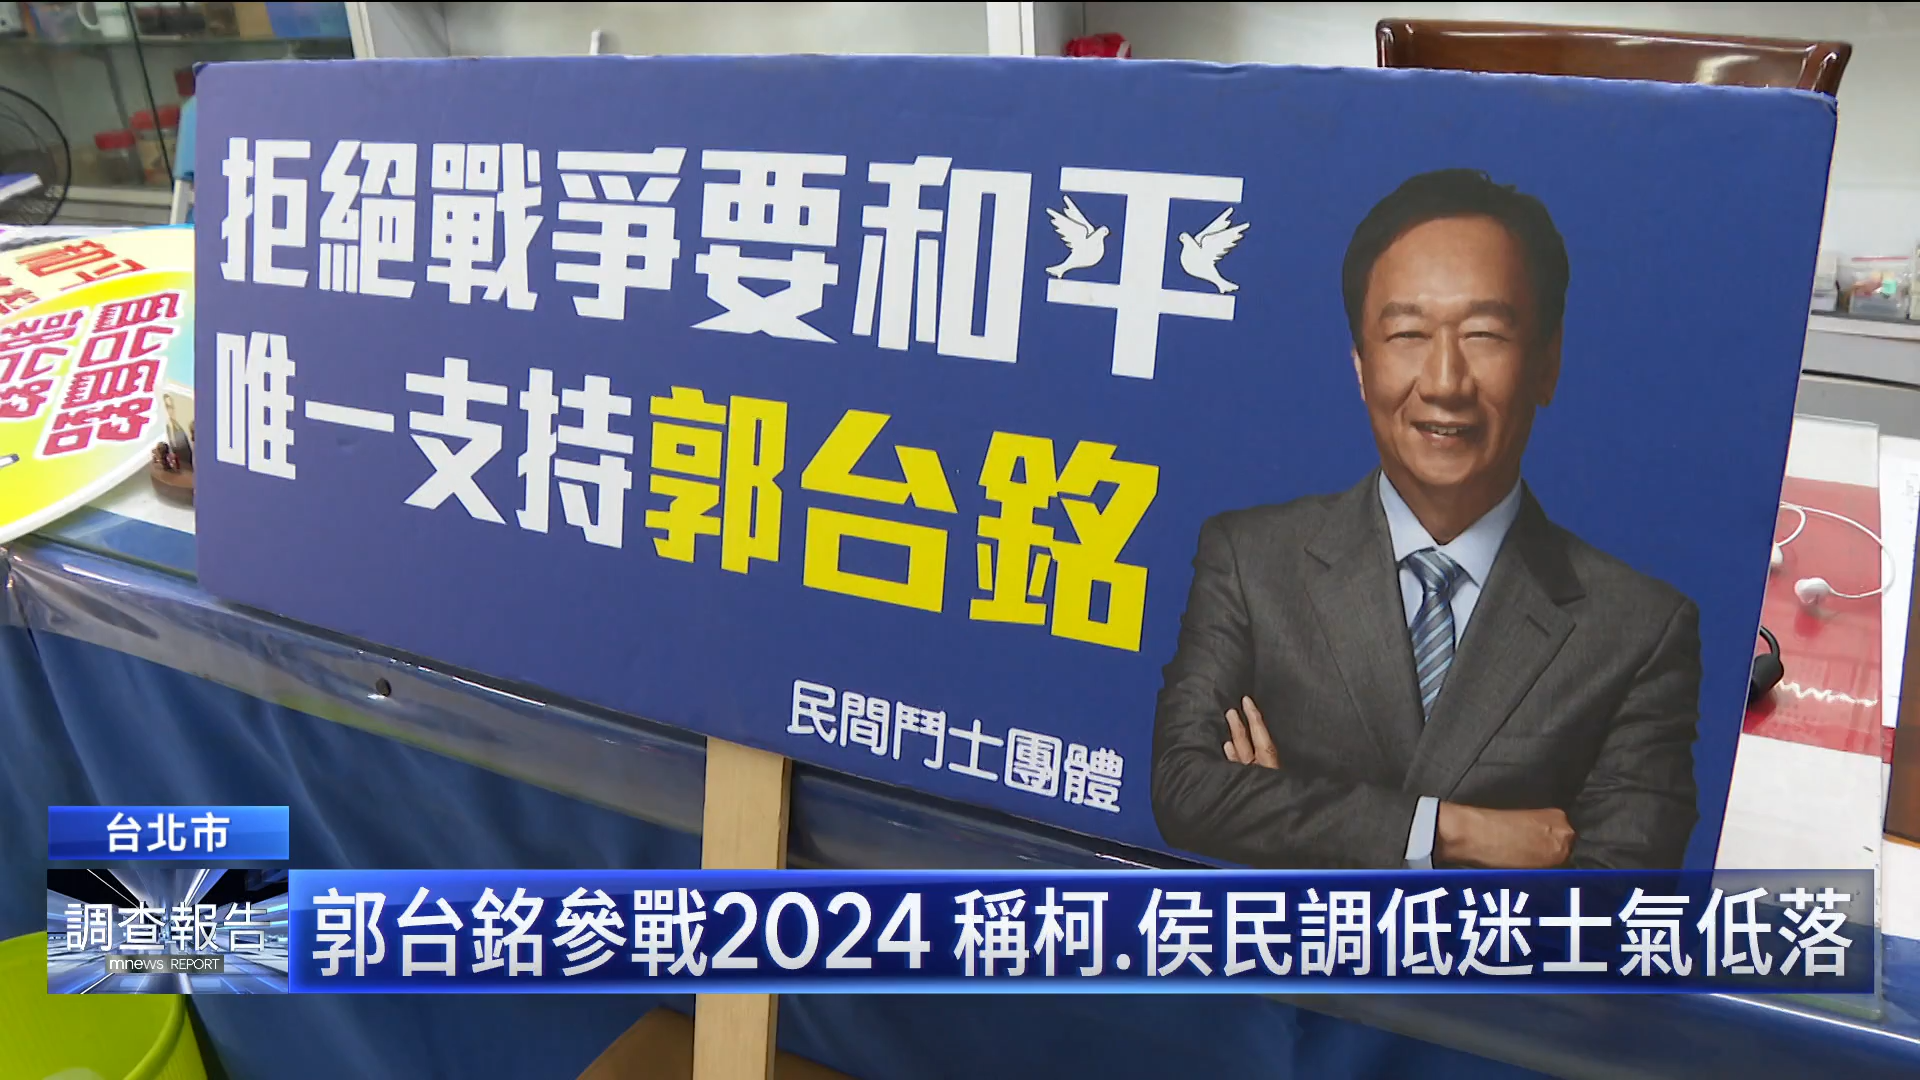 拒絕戰爭要和平
唯一支持郭台銘
民間鬥士團體
台北市
調查報告
mnews REPORT
郭台銘參戰2024 稱柯.侯民調低迷士氣低落